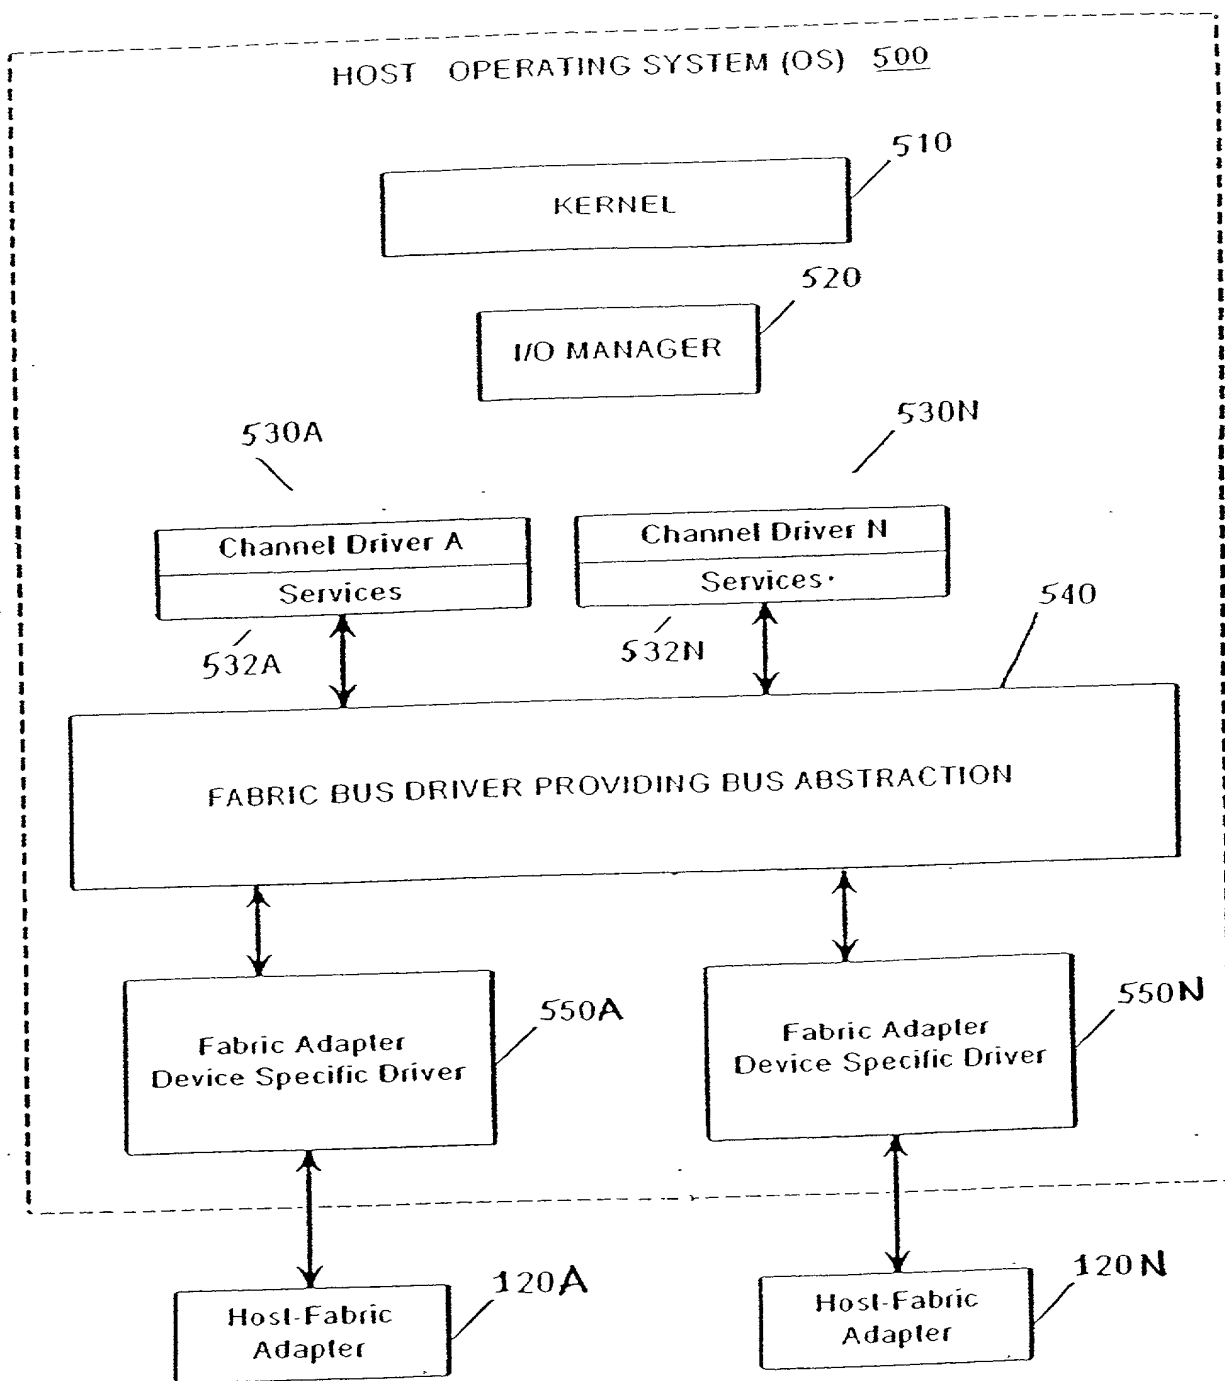 HOST OPERATING SYSTEM (OS) 500
510
KERNEL
520
I/O MANAGER
530A
530N
Channel Driver A
Services
Channel Driver N
Services
532A
532N
540
FABRIC BUS DRIVER PROVIDING BUS ABSTRACTION
550A
Fabric Adapter
Device Specific Driver
550N
Fabric Adapter
Device Specific Driver
120A
Host-Fabric
Adapter
120N
Host-Fabric
Adapter